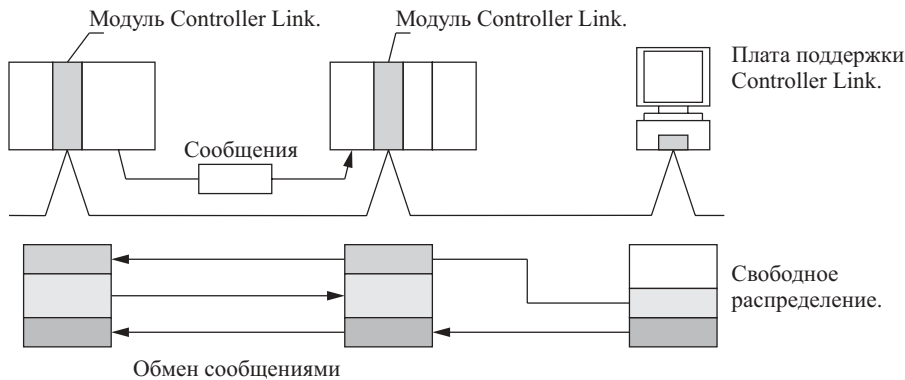 Модуль Controller Link.
Модуль Controller Link.
Плата поддержки
Controller Link.
Сообщения
Свободное
распределение.
Обмен сообщениями